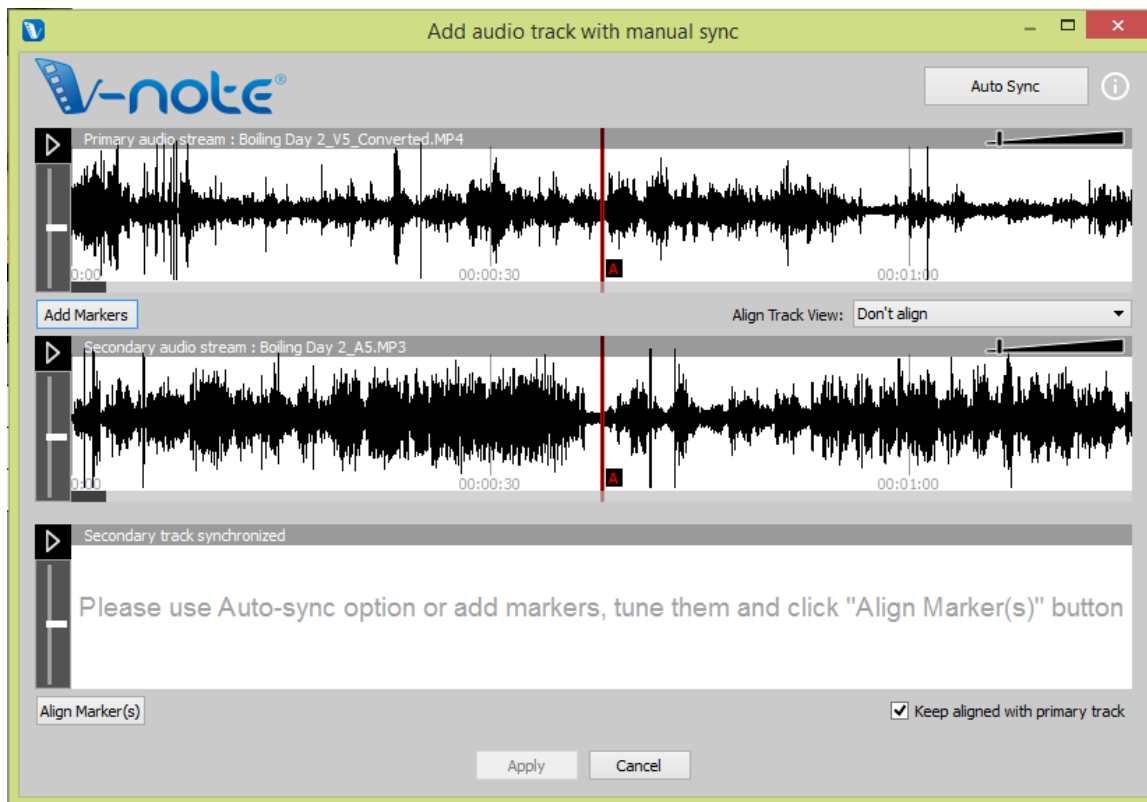 Add audio track with manual sync
V-note®
Auto Sync
Primary audio stream : Boiling Day 2_V5_Converted.MP4
0:00 00:00:30 A 00:01:00
Add Markers Align Track View: Don't align
Secondary audio stream : Boiling Day 2_A5.MP3
0:00 00:00:30 A 00:01:00
Secondary track synchronized
Please use Auto-sync option or add markers, tune them and click "Align Marker(s)" button
Align Marker(s) Keep aligned with primary track
Apply Cancel